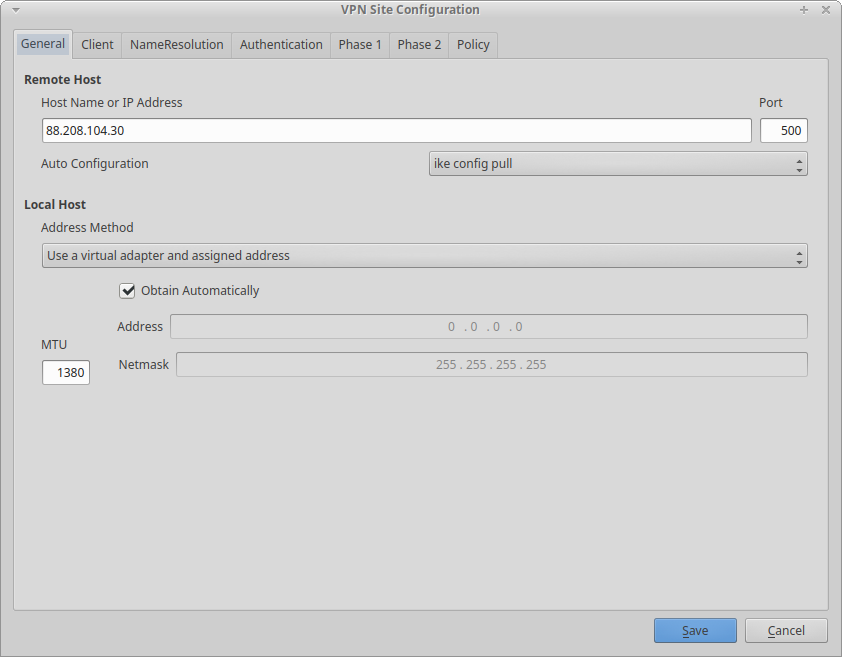 VPN Site Configuration
General Client NameResolution Authentication Phase 1 Phase 2 Policy
Remote Host
Host Name or IP Address Port
88.208.104.30 500
Auto Configuration ike config pull
Local Host
Address Method
Use a virtual adapter and assigned address
Obtain Automatically
Address 0 . 0 . 0 . 0
MTU
Netmask 255 . 255 . 255 . 255
1380
Save Cancel